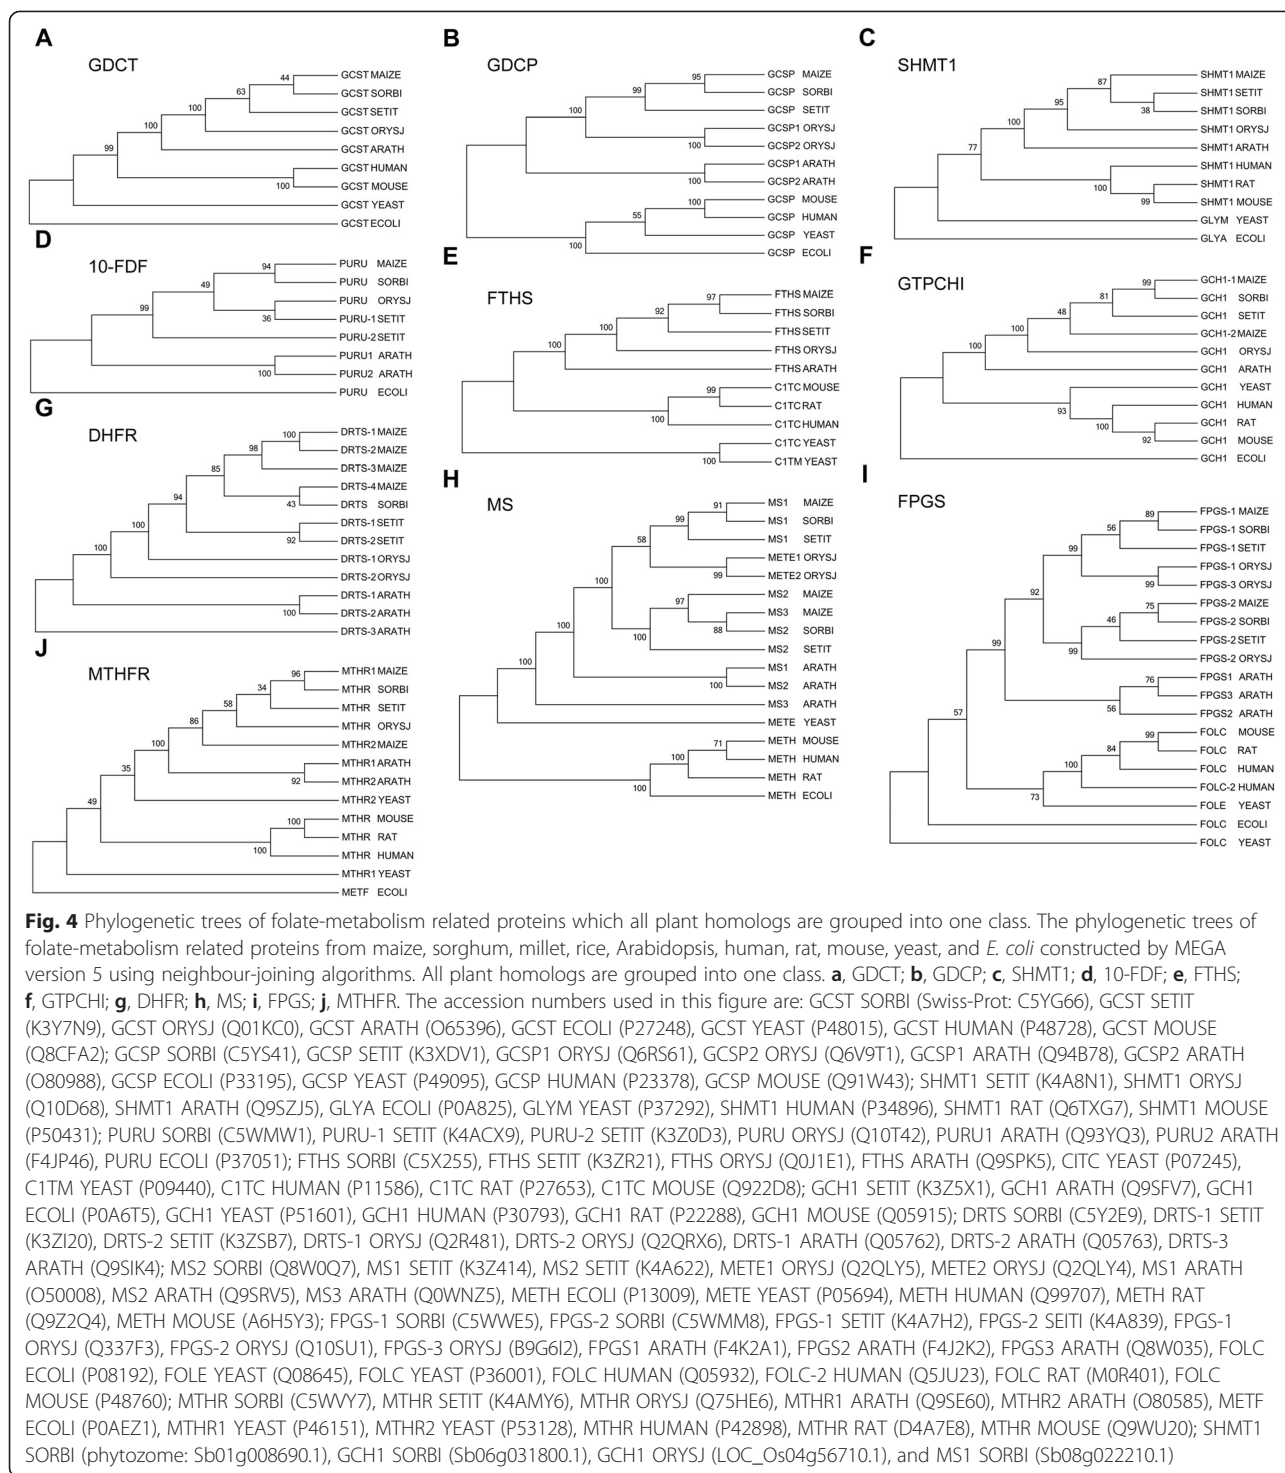 A
GDCT
44
63
100
100
99
100
GCST MAIZE
GCST SORBI
GCST SETIT
GCST ORYSJ
GCST ARATH
GCST HUMAN
GCST MOUSE
GCST YEAST
GCST ECOLI
B
GDCP
95
99
100
100
100
100
55
100
GCSP MAIZE
GCSP SORBI
GCSP SETIT
GCSP1 ORYSJ
GCSP2 ORYSJ
GCSP1 ARATH
GCSP2 ARATH
GCSP MOUSE
GCSP HUMAN
GCSP YEAST
GCSP ECOLI
C
SHMT1
87
38
95
100
77
100
99
SHMT1 MAIZE
SHMT1 SETIT
SHMT1 SORBI
SHMT1 ORYSJ
SHMT1 ARATH
SHMT1 HUMAN
SHMT1 RAT
SHMT1 MOUSE
GLYM YEAST
GLYA ECOLI
D
10-FDF
94
49
36
99
100
PURU MAIZE
PURU SORBI
PURU ORYSJ
PURU-1 SETIT
PURU-2 SETIT
PURU1 ARATH
PURU2 ARATH
PURU ECOLI
E
FTHS
97
92
100
100
99
100
100
FTHS MAIZE
FTHS SORBI
FTHS SETIT
FTHS ORYSJ
FTHS ARATH
C1TC MOUSE
C1TC RAT
C1TC HUMAN
C1TC YEAST
C1TM YEAST
F
GTPCHI
99
81
48
100
100
93
100
92
GCH1-1 MAIZE
GCH1 SORBI
GCH1 SETIT
GCH1-2 MAIZE
GCH1 ORYSJ
GCH1 ARATH
GCH1 YEAST
GCH1 HUMAN
GCH1 RAT
GCH1 MOUSE
GCH1 ECOLI
G
DHFR
100
98
85
43
94
92
100
100
100
DRTS-1 MAIZE
DRTS-2 MAIZE
DRTS-3 MAIZE
DRTS-4 MAIZE
DRTS SORBI
DRTS-1 SETIT
DRTS-2 SETIT
DRTS-1 ORYSJ
DRTS-2 ORYSJ
DRTS-1 ARATH
DRTS-2 ARATH
DRTS-3 ARATH
H
MS
91
99
58
99
100
97
88
100
100
100
100
71
100
100
MS1 MAIZE
MS1 SORBI
MS1 SETIT
METE1 ORYSJ
METE2 ORYSJ
MS2 MAIZE
MS3 MAIZE
MS2 SORBI
MS2 SETIT
MS1 ARATH
MS2 ARATH
MS3 ARATH
METE YEAST
METH MOUSE
METH HUMAN
METH RAT
METH ECOLI
I
FPGS
89
56
99
99
92
75
46
99
99
76
56
57
99
84
100
73
FPGS-1 MAIZE
FPGS-1 SORBI
FPGS-1 SETIT
FPGS-1 ORYSJ
FPGS-3 ORYSJ
FPGS-2 MAIZE
FPGS-2 SORBI
FPGS-2 SETIT
FPGS-2 ORYSJ
FPGS1 ARATH
FPGS3 ARATH
FPGS2 ARATH
FOLC MOUSE
FOLC RAT
FOLC HUMAN
FOLC-2 HUMAN
FOLE YEAST
FOLC ECOLI
FOLC YEAST
J
MTHFR
96
34
58
86
100
92
35
49
100
100
MTHR1 MAIZE
MTHR SORBI
MTHR SETIT
MTHR ORYSJ
MTHR2 MAIZE
MTHR1 ARATH
MTHR2 ARATH
MTHR2 YEAST
MTHR MOUSE
MTHR RAT
MTHR HUMAN
MTHR1 YEAST
METF ECOLI
Fig. 4 Phylogenetic trees of folate-metabolism related proteins which all plant homologs are grouped into one class. The phylogenetic trees of
folate-metabolism related proteins from maize, sorghum, millet, rice, Arabidopsis, human, rat, mouse, yeast, and E. coli constructed by MEGA
version 5 using neighbour-joining algorithms. All plant homologs are grouped into one class. a, GDCT; b, GDCP; c, SHMT1; d, 10-FDF; e, FTHS;
f, GTPCHI; g, DHFR; h, MS; i, FPGS; j, MTHFR. The accession numbers used in this figure are: GCST SORBI (Swiss-Prot: C5YG66), GCST SETIT
(K3Y7N9), GCST ORYSJ (Q01KC0), GCST ARATH (O65396), GCST ECOLI (P27248), GCST YEAST (P48015), GCST HUMAN (P48728), GCST MOUSE
(Q8CFA2); GCSP SORBI (C5YS41), GCSP SETIT (K3XDV1), GCSP1 ORYSJ (Q6RS61), GCSP2 ORYSJ (Q6V9T1), GCSP1 ARATH (Q94B78), GCSP2 ARATH
(O80988), GCSP ECOLI (P33195), GCSP YEAST (P49095), GCSP HUMAN (P23378), GCSP MOUSE (Q91W43); SHMT1 SETIT (K4A8N1), SHMT1 ORYSJ
(Q10D68), SHMT1 ARATH (Q9SZJ5), GLYA ECOLI (P0A825), GLYM YEAST (P37292), SHMT1 HUMAN (P34896), SHMT1 RAT (Q6TXG7), SHMT1 MOUSE
(P50431); PURU SORBI (C5WMW1), PURU-1 SETIT (K4ACX9), PURU-2 SETIT (K3Z0D3), PURU ORYSJ (Q10T42), PURU1 ARATH (Q93YQ3), PURU2 ARATH
(F4JP46), PURU ECOLI (P37051); FTHS SORBI (C5X255), FTHS SETIT (K3ZR21), FTHS ORYSJ (Q0J1E1), FTHS ARATH (Q9SPK5), CITC YEAST (P07245),
C1TM YEAST (P09440), C1TC HUMAN (P11586), C1TC RAT (P27653), C1TC MOUSE (Q922D8); GCH1 SETIT (K3Z5X1), GCH1 ARATH (Q9SFV7), GCH1
ECOLI (P0A6T5), GCH1 YEAST (P51601), GCH1 HUMAN (P30793), GCH1 RAT (P22288), GCH1 MOUSE (Q05915); DRTS SORBI (C5Y2E9), DRTS-1 SETIT
(K3ZI20), DRTS-2 SETIT (K3ZSB7), DRTS-1 ORYSJ (Q2R481), DRTS-2 ORYSJ (Q2QRX6), DRTS-1 ARATH (Q05762), DRTS-2 ARATH (Q05763), DRTS-3
ARATH (Q9SIK4); MS2 SORBI (Q8W0Q7), MS1 SETIT (K3Z414), MS2 SETIT (K4A622), METE1 ORYSJ (Q2QLY5), METE2 ORYSJ (Q2QLY4), MS1 ARATH
(O50008), MS2 ARATH (Q9SRV5), MS3 ARATH (Q0WNZ5), METH ECOLI (P13009), METE YEAST (P05694), METH HUMAN (Q99707), METH RAT
(Q9Z2Q4), METH MOUSE (A6H5Y3); FPGS-1 SORBI (C5WWE5), FPGS-2 SORBI (C5WMM8), FPGS-1 SETIT (K4A7H2), FPGS-2 SEITI (K4A839), FPGS-1
ORYSJ (Q337F3), FPGS-2 ORYSJ (Q10SU1), FPGS-3 ORYSJ (B9G6I2), FPGS1 ARATH (F4K2A1), FPGS2 ARATH (F4J2K2), FPGS3 ARATH (Q8W035), FOLC
ECOLI (P08192), FOLE YEAST (Q08645), FOLC YEAST (P36001), FOLC HUMAN (Q05932), FOLC-2 HUMAN (Q5JU23), FOLC RAT (M0R401), FOLC
MOUSE (P48760); MTHR SORBI (C5WVY7), MTHR SETIT (K4AMY6), MTHR ORYSJ (Q75HE6), MTHR1 ARATH (Q9SE60), MTHR2 ARATH (O80585), METF
ECOLI (P0AEZ1), MTHR1 YEAST (P46151), MTHR2 YEAST (P53128), MTHR HUMAN (P42898), MTHR RAT (D4A7E8), MTHR MOUSE (Q9WU20); SHMT1
SORBI (phytozome: Sb01g008690.1), GCH1 SORBI (Sb06g031800.1), GCH1 ORYSJ (LOC_Os04g56710.1), and MS1 SORBI (Sb08g022210.1)